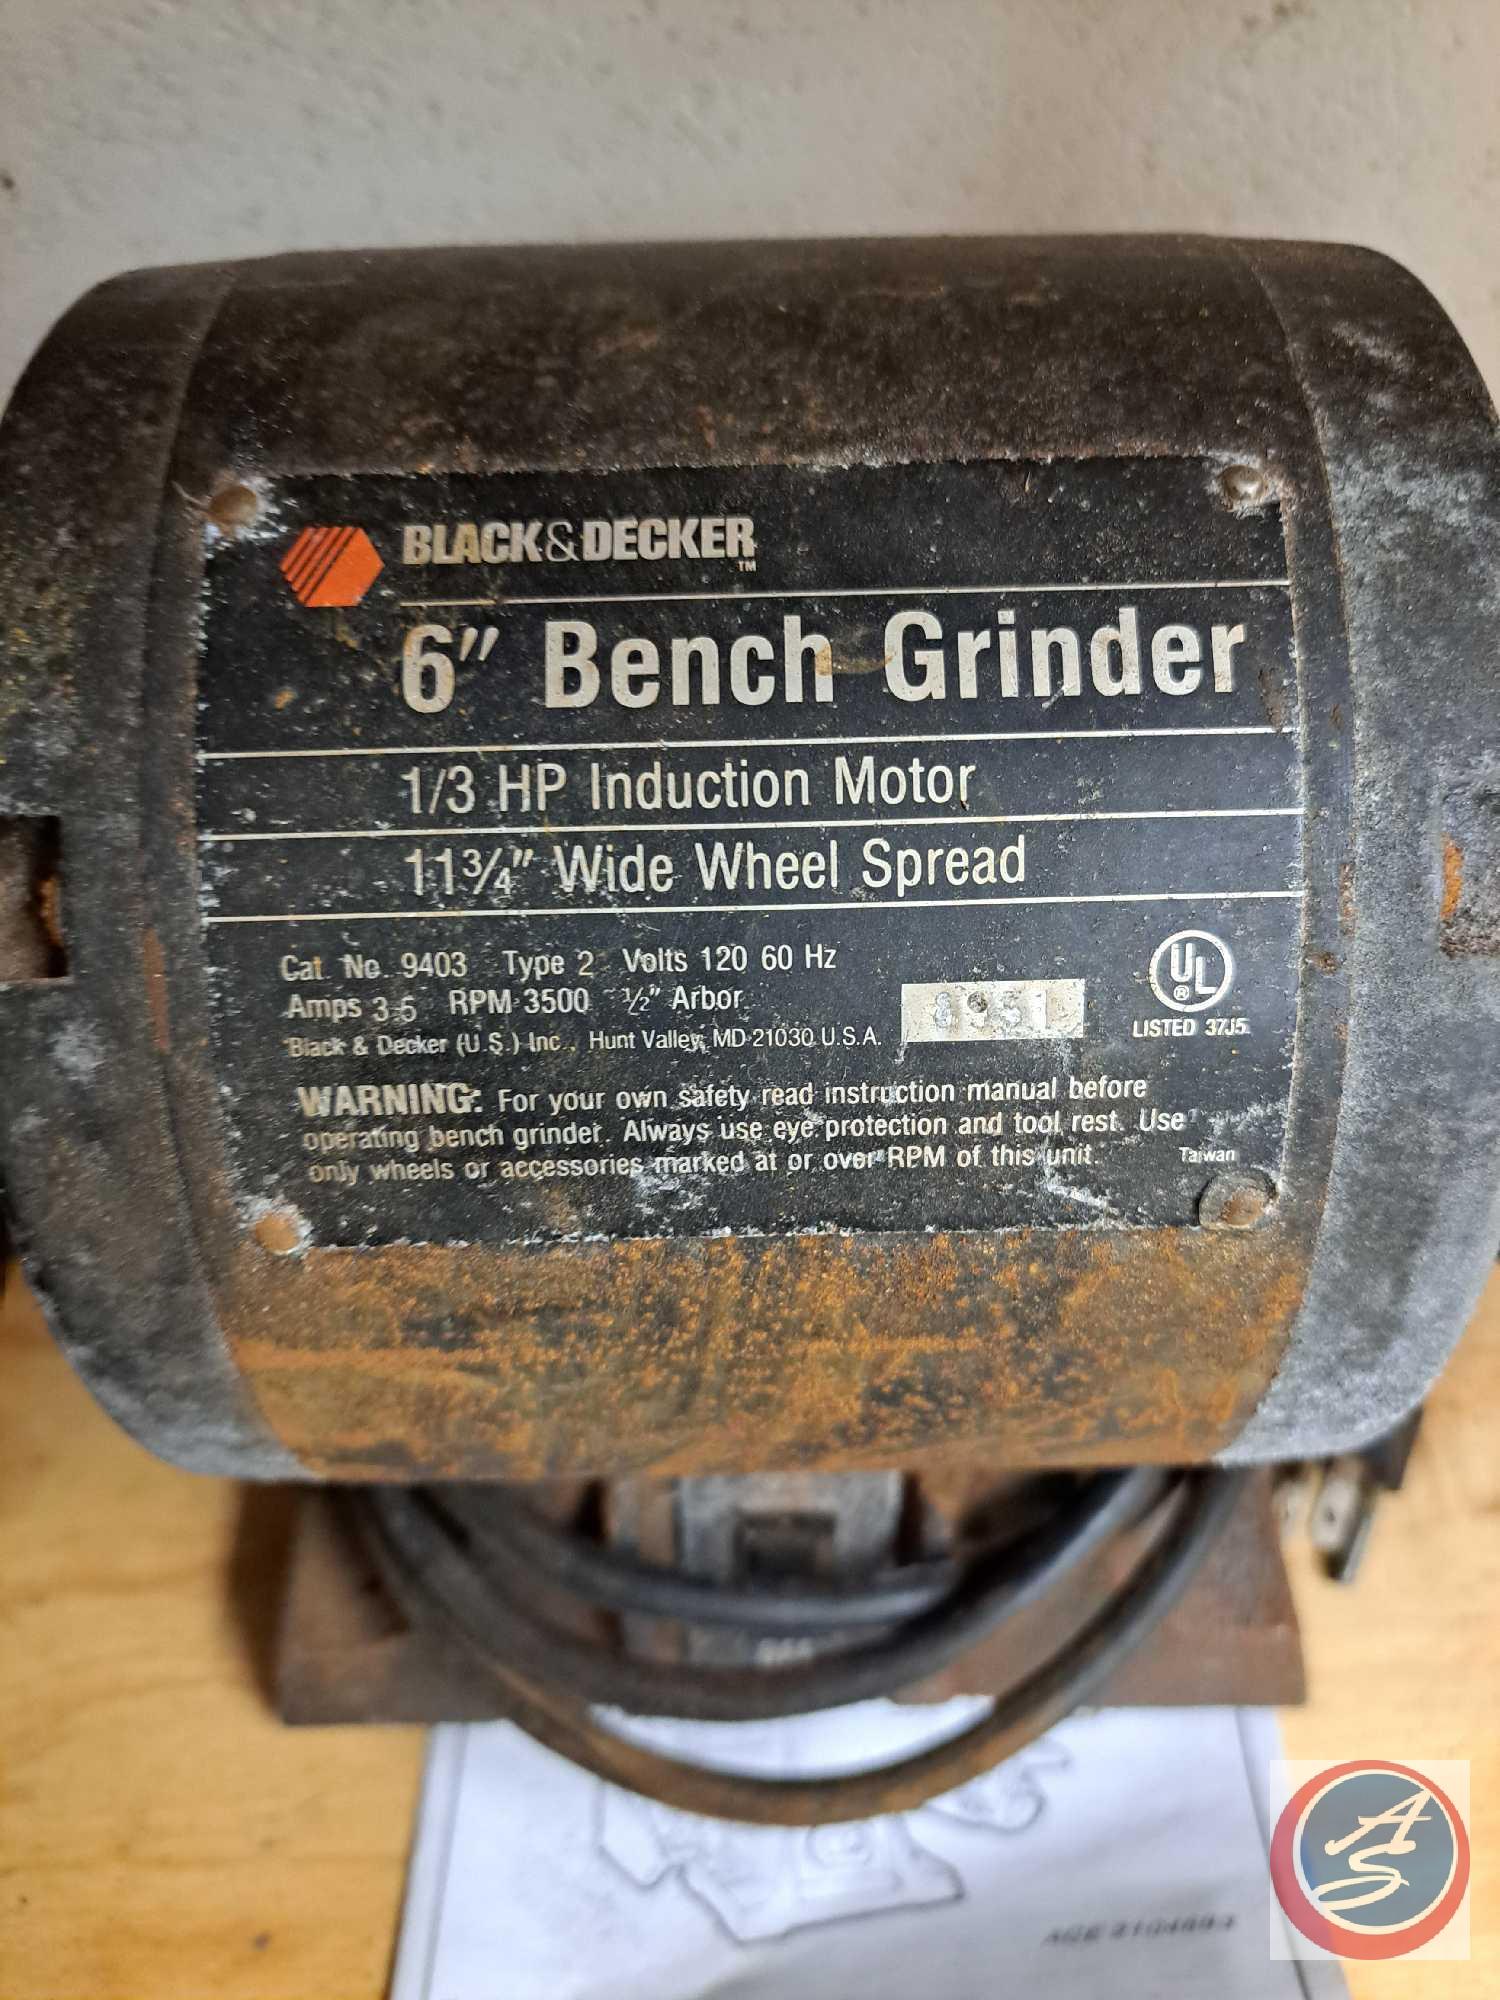 BLACK&DECKER
TM
6" Bench Grinder
1/3 HP Induction Motor
11¾" Wide Wheel Spread
Cat. No. 9403 Type 2 Volts 120 60 Hz
Amps 3.5 RPM 3500 ½" Arbor
8951
UL
®
LISTED 37J5
Black & Decker (U.S.) Inc., Hunt Valley, MD 21030 U.S.A.
WARNING: For your own safety read instruction manual before
operating bench grinder. Always use eye protection and tool rest. Use
only wheels or accessories marked at or over RPM of this unit.
Taiwan
AS